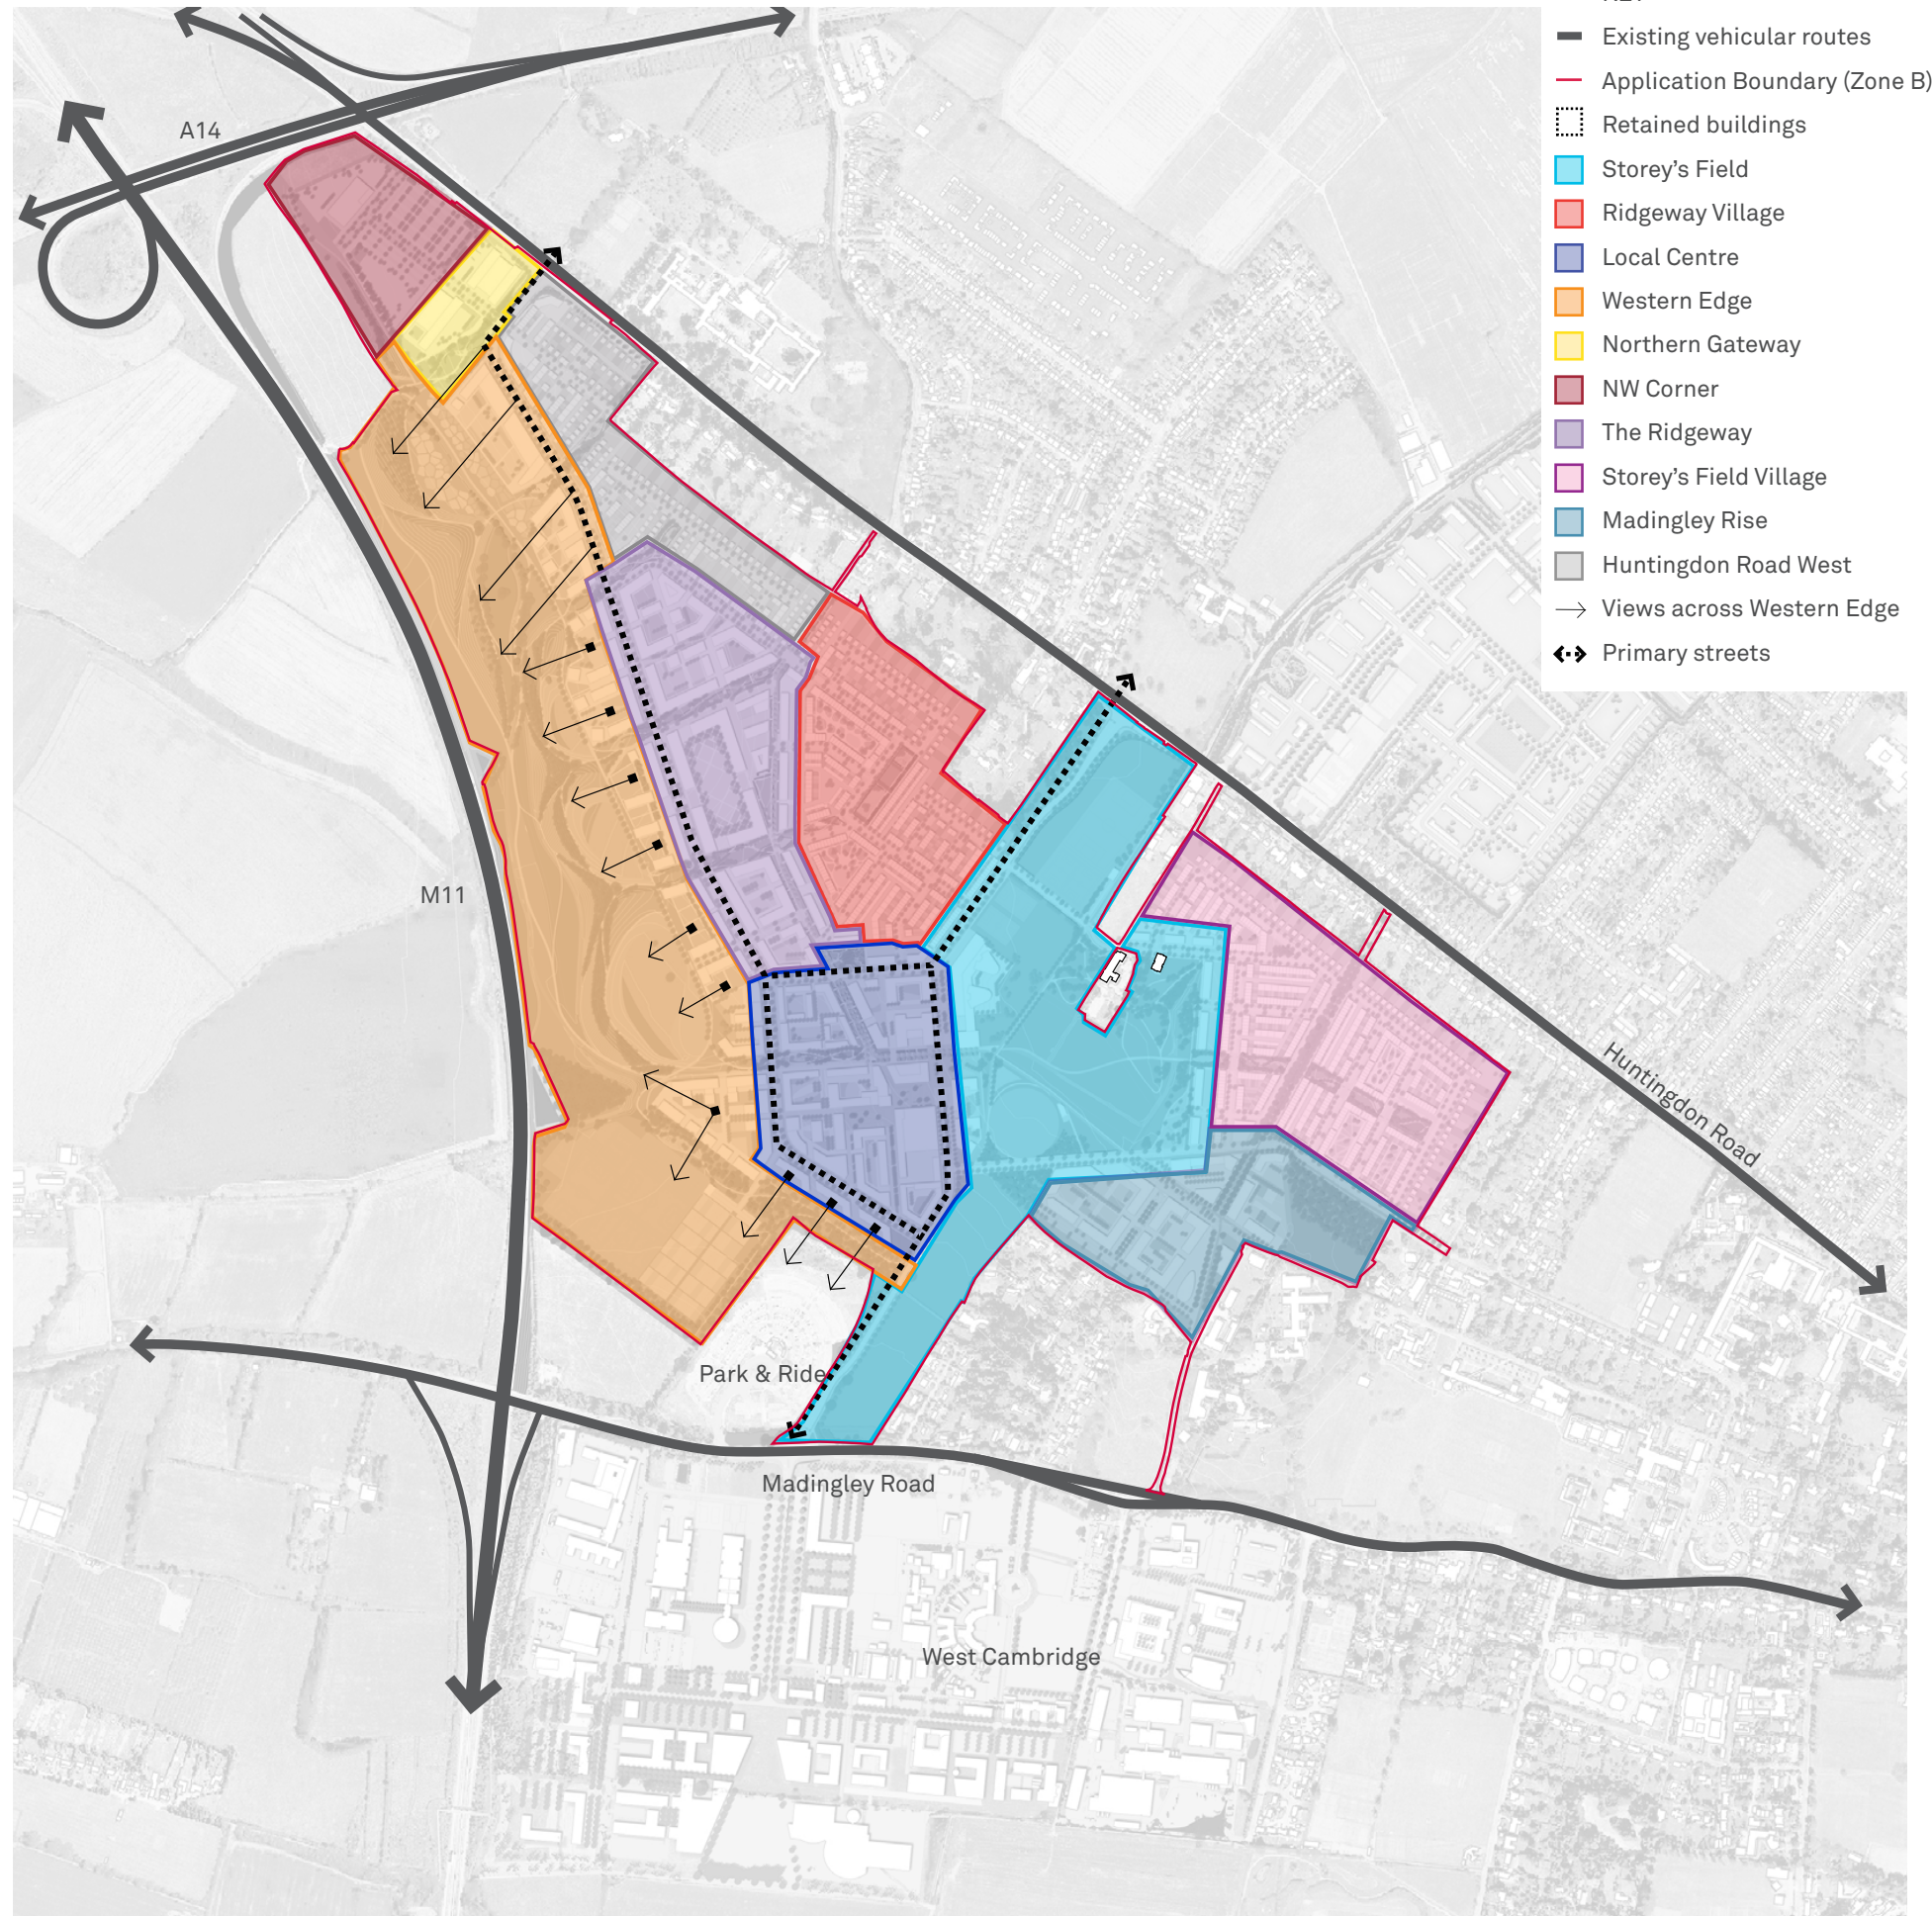 Existing vehicular routes
Application Boundary (Zone B)
Retained buildings
Storey's Field
Ridgeway Village
Local Centre
Western Edge
Northern Gateway
NW Corner
The Ridgeway
Storey's Field Village
Madingley Rise
Huntingdon Road West
Views across Western Edge
Primary streets
A14
M11
Huntingdon Road
Park & Ride
Madingley Road
West Cambridge